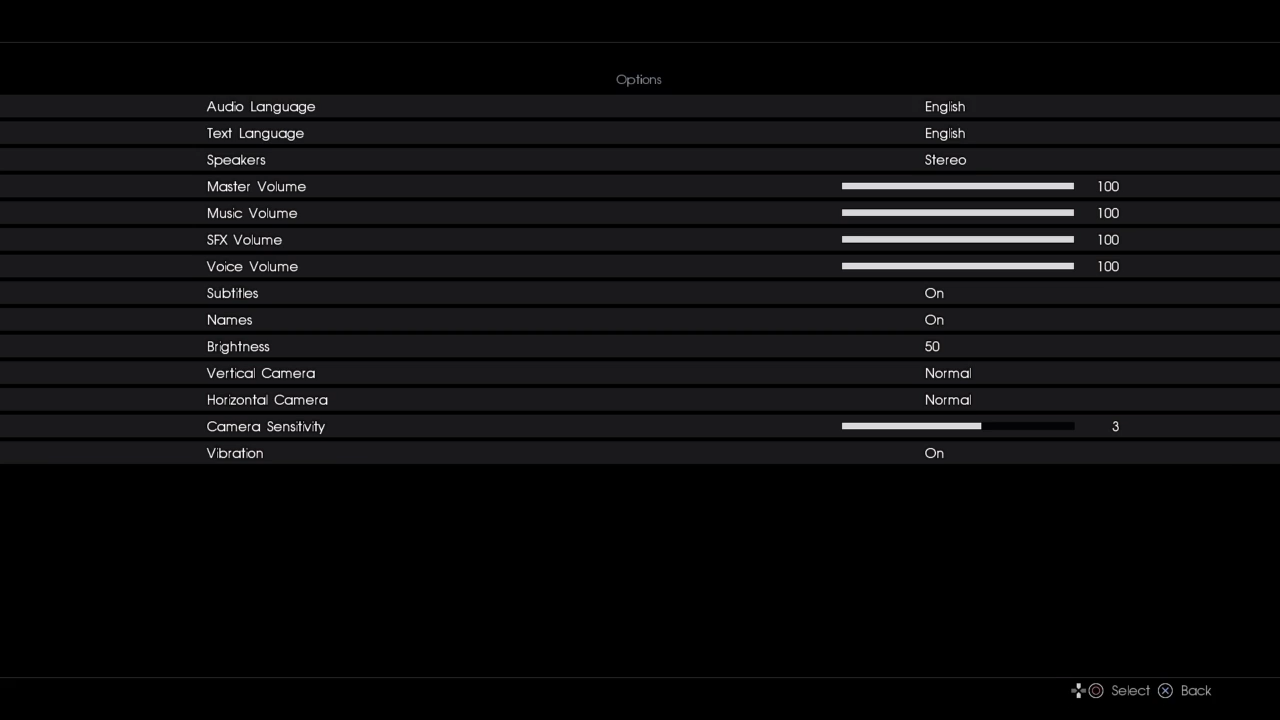 Options
Audio Language English
Text Language English
Speakers Stereo
Master Volume 100
Music Volume 100
SFX Volume 100
Voice Volume 100
Subtitles On
Names On
Brightness 50
Vertical Camera Normal
Horizontal Camera Normal
Camera Sensitivity 3
Vibration On
Select Back